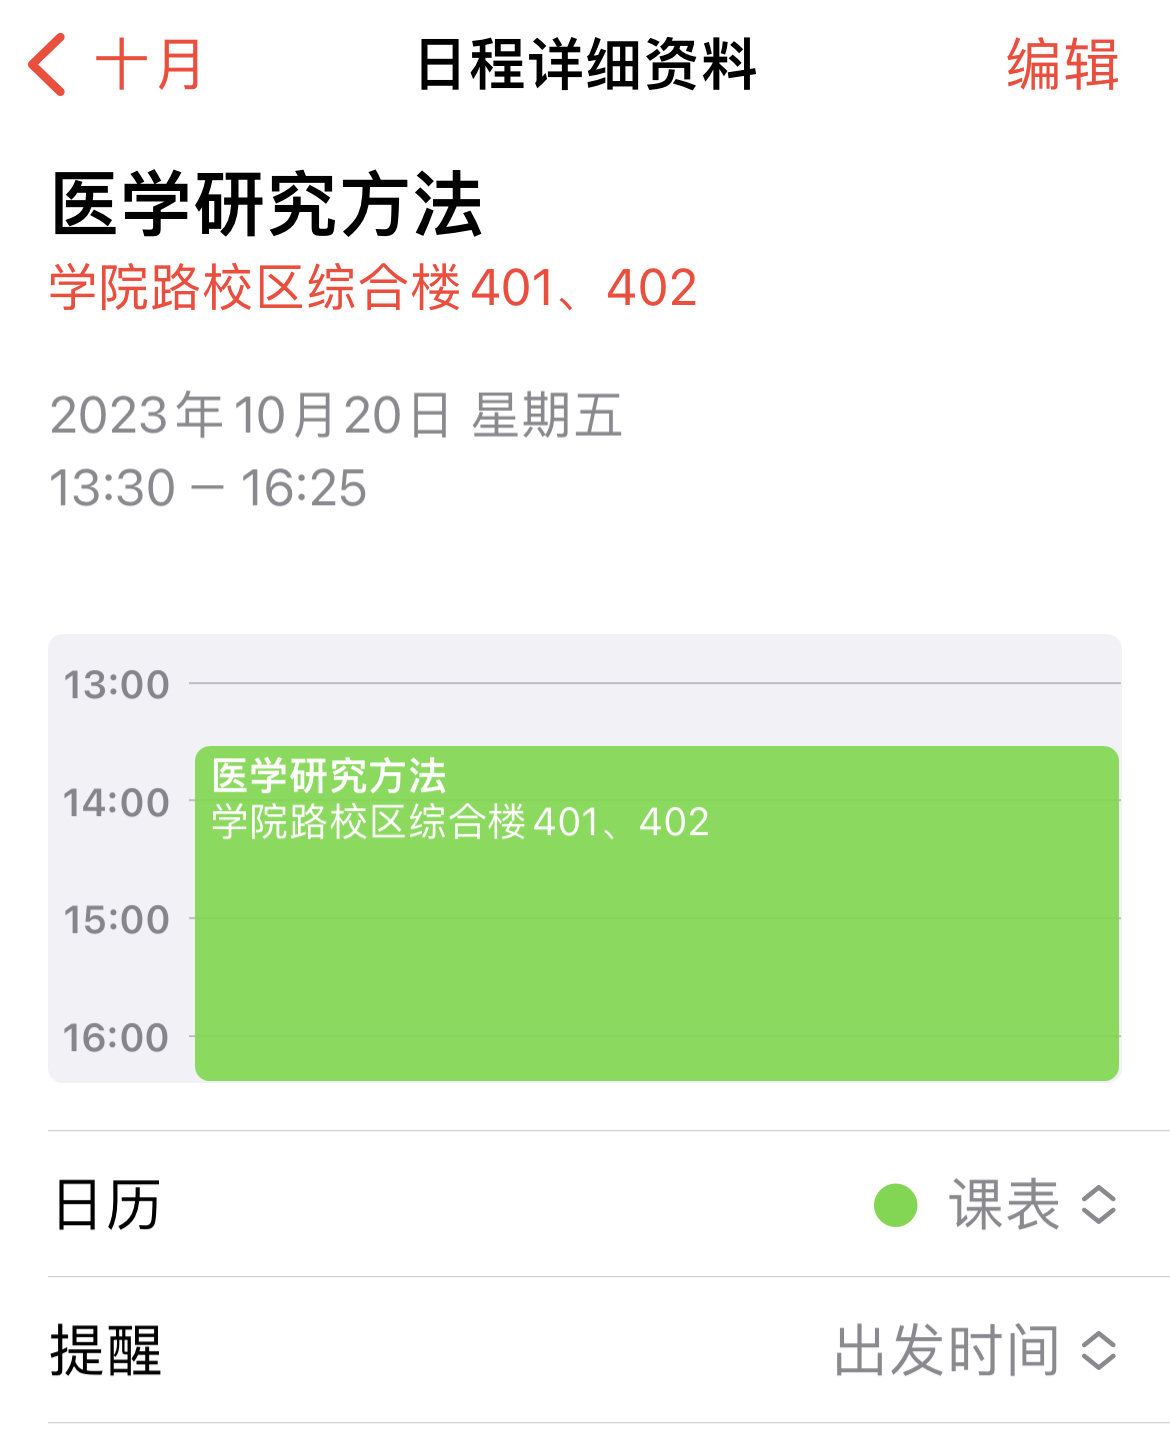 十月 日程详细资料 编辑
医学研究方法
学院路校区综合楼401、402
2023年10月20日 星期五
13:30 – 16:25
13:00
医学研究方法
14:00
学院路校区综合楼401、402
15:00
16:00
日历 课表
提醒 出发时间